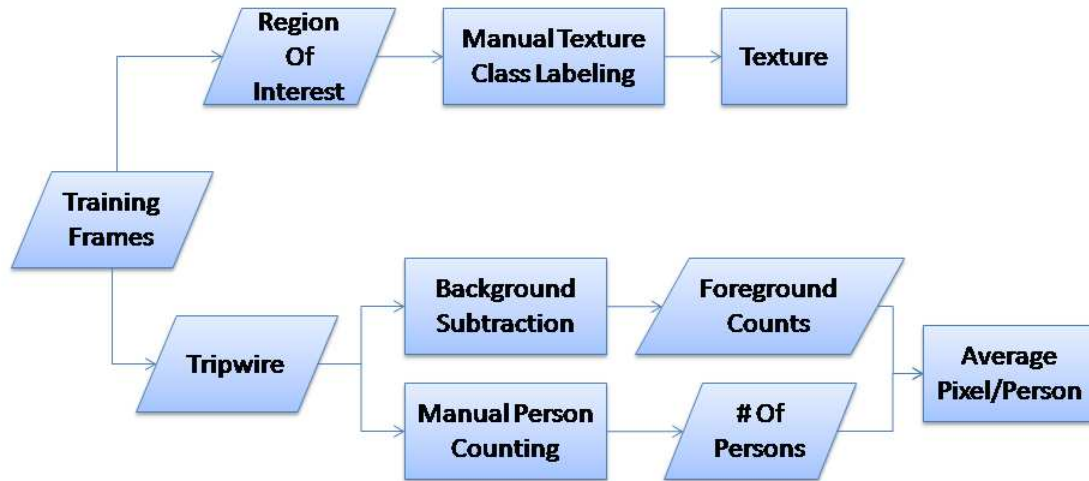 Region
Of
Interest
Manual Texture
Class Labeling
Texture
Training
Frames
Tripwire
Background
Subtraction
Foreground
Counts
Manual Person
Counting
# Of
Persons
Average
Pixel/Person